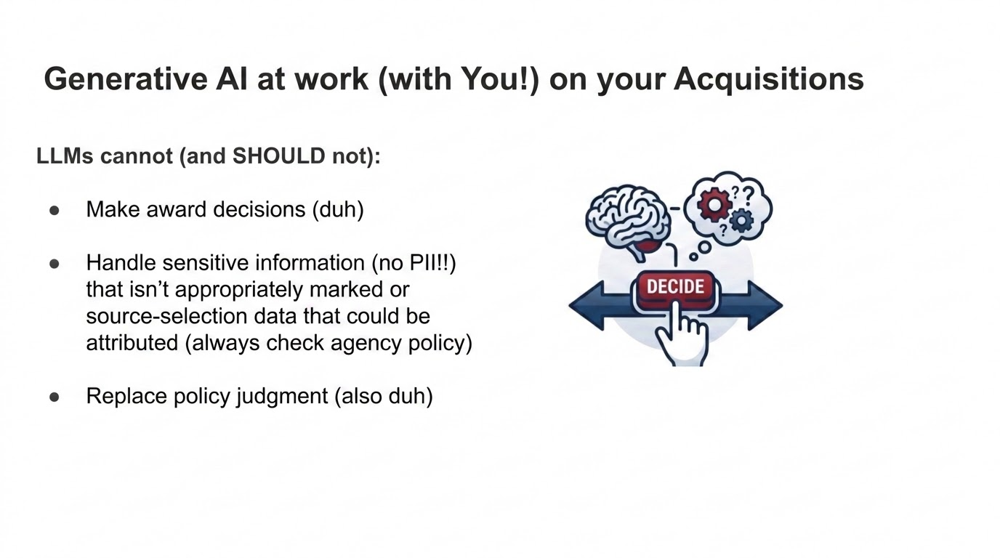 Generative AI at work (with You!) on your Acquisitions
LLMs cannot (and SHOULD not):
● Make award decisions (duh)
● Handle sensitive information (no PII!!)
that isn’t appropriately marked or
source-selection data that could be
attributed (always check agency policy)
● Replace policy judgment (also duh)
??
?
DECIDE